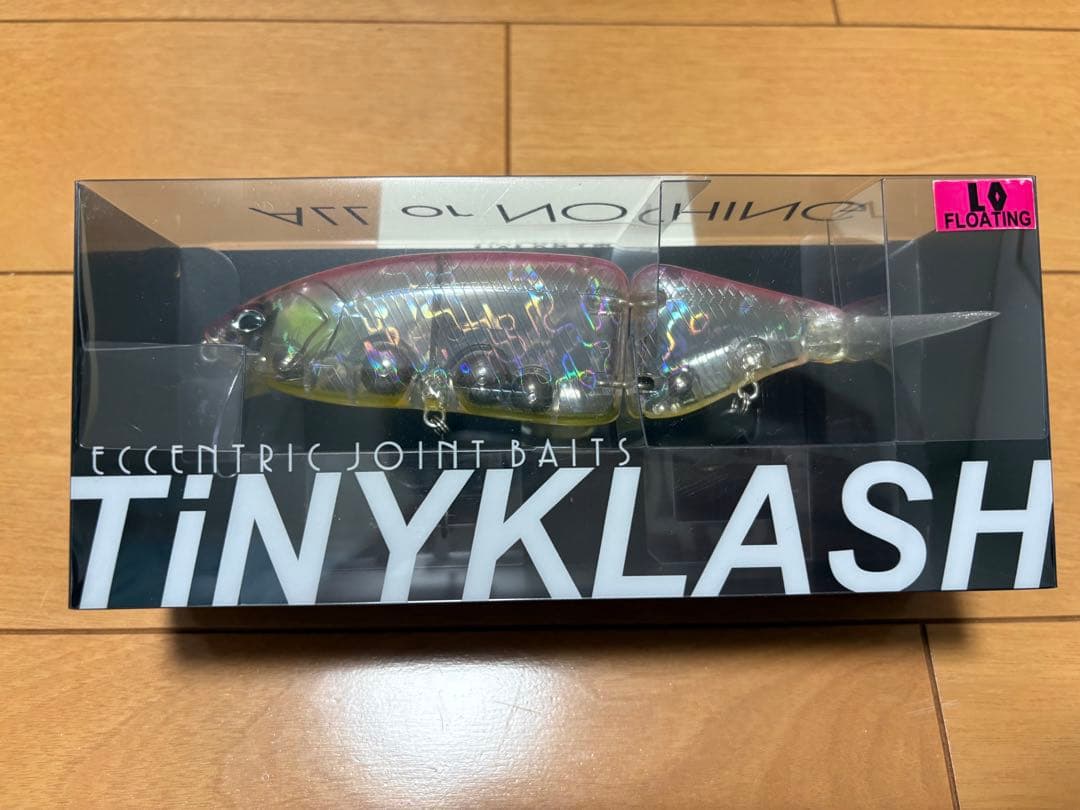 ALL or NOTHING
LO
FLOATING
ECCENTRIC JOINT BAITS
TiNYKLASH